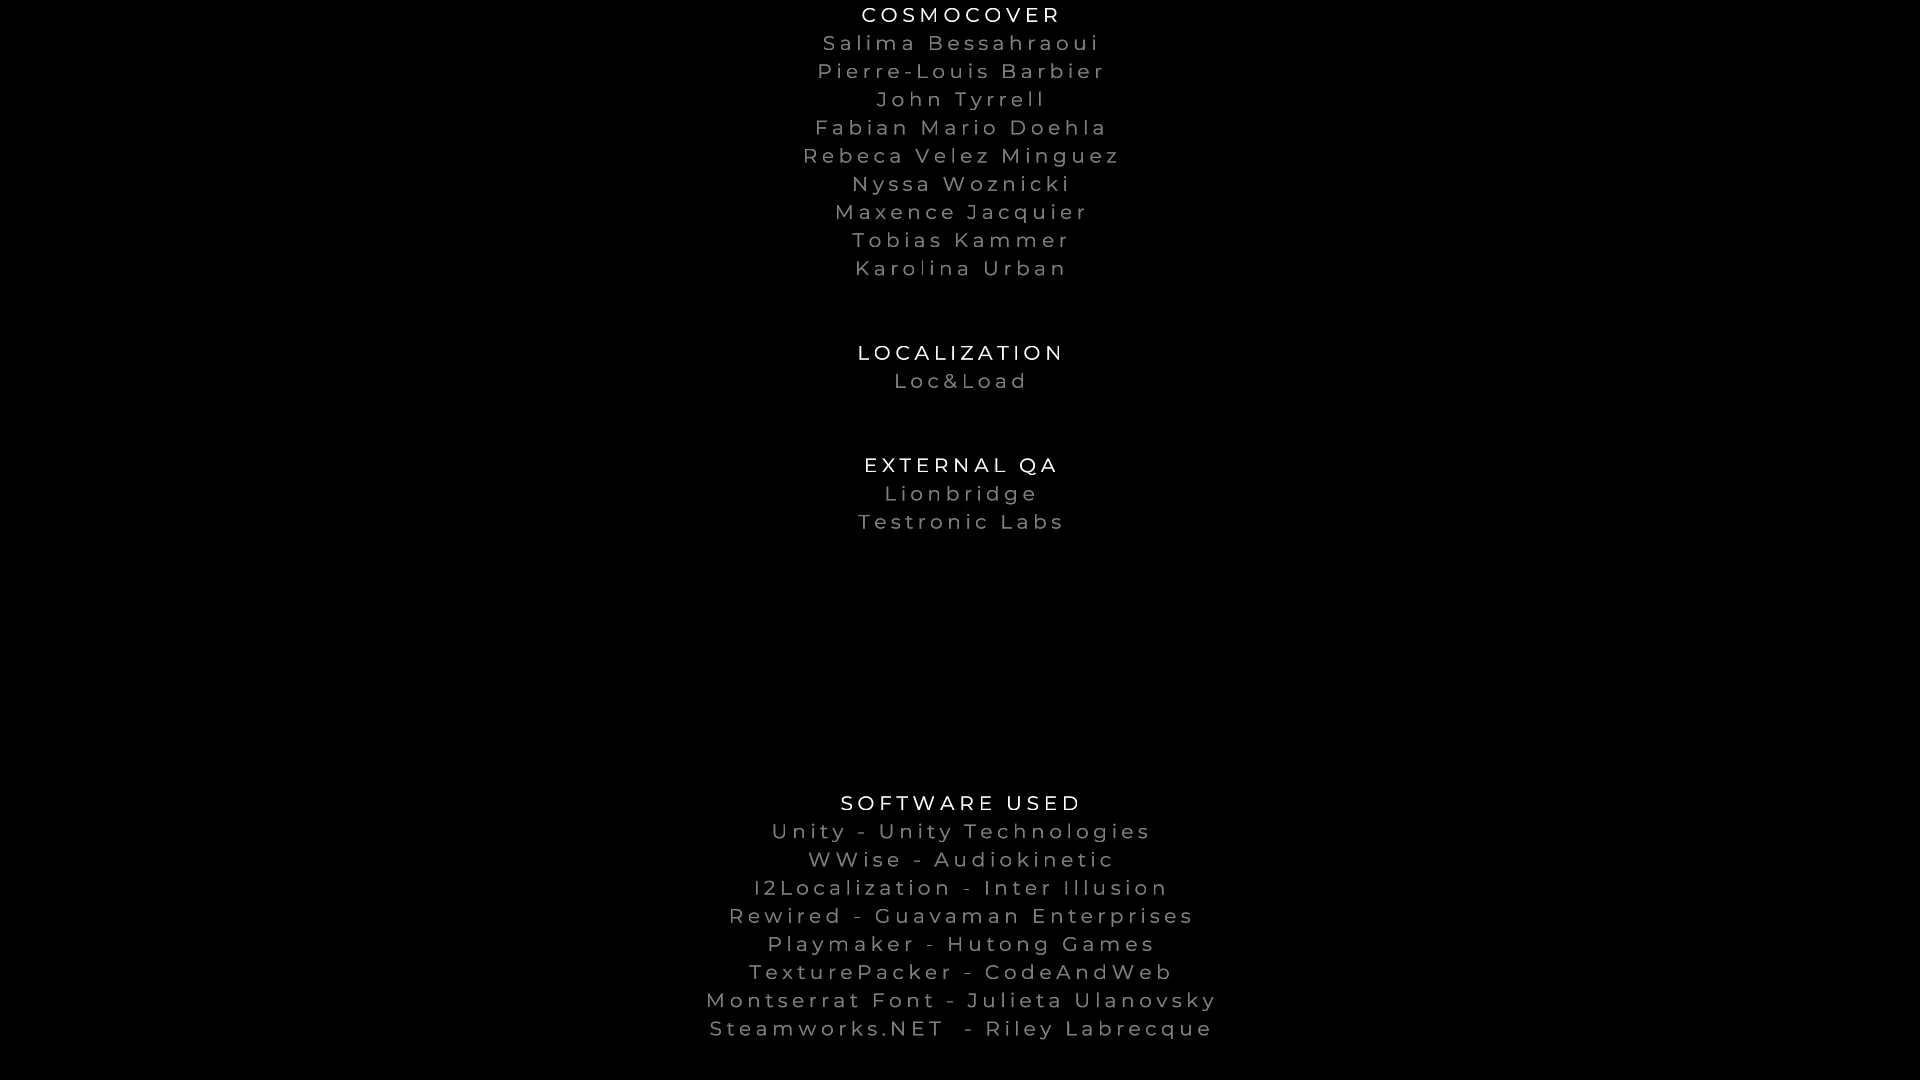 COSMOCOVER
Salima Bessahraoui
Pierre-Louis Barbier
John Tyrrell
Fabian Mario Doehla
Rebeca Velez Minguez
Nyssa Woznicki
Maxence Jacquier
Tobias Kammer
Karolina Urban
LOCALIZATION
Loc&Load
EXTERNAL QA
Lionbridge
Testronic Labs
SOFTWARE USED
Unity - Unity Technologies
WWise - Audiokinetic
I2Localization - Inter Illusion
Rewired - Guavaman Enterprises
Playmaker - Hutong Games
TexturePacker - CodeAndWeb
Montserrat Font - Julieta Ulanovsky
Steamworks.NET  - Riley Labrecque